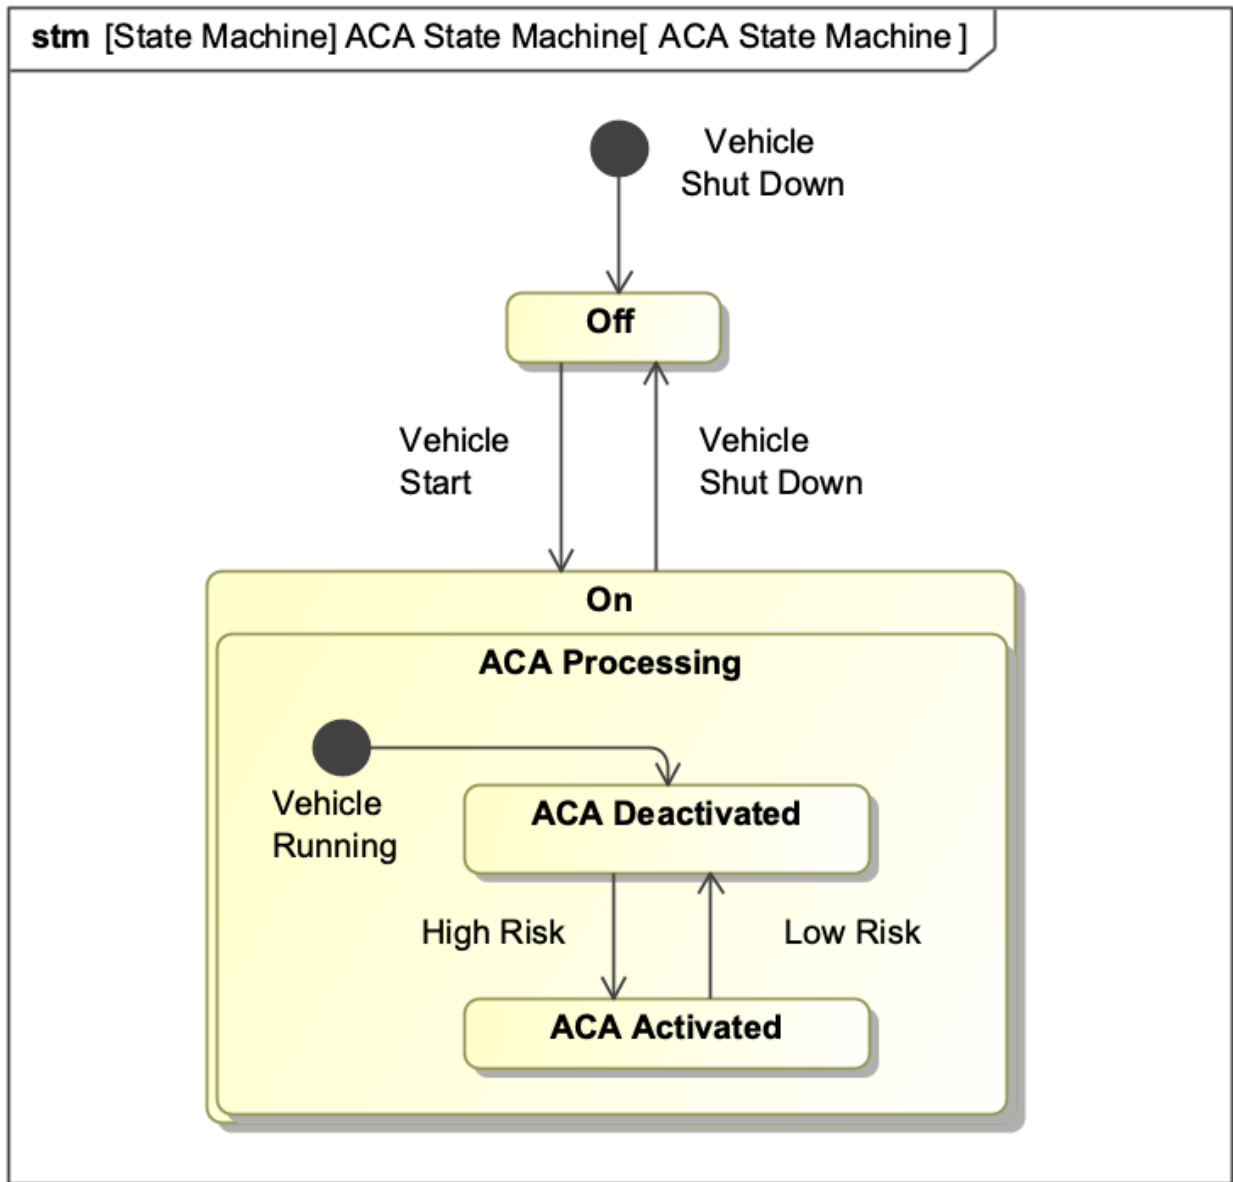 stm [State Machine] ACA State Machine[ ACA State Machine ]
Vehicle
Shut Down
Off
Vehicle
Start
Vehicle
Shut Down
On
ACA Processing
Vehicle
Running
ACA Deactivated
High Risk
Low Risk
ACA Activated